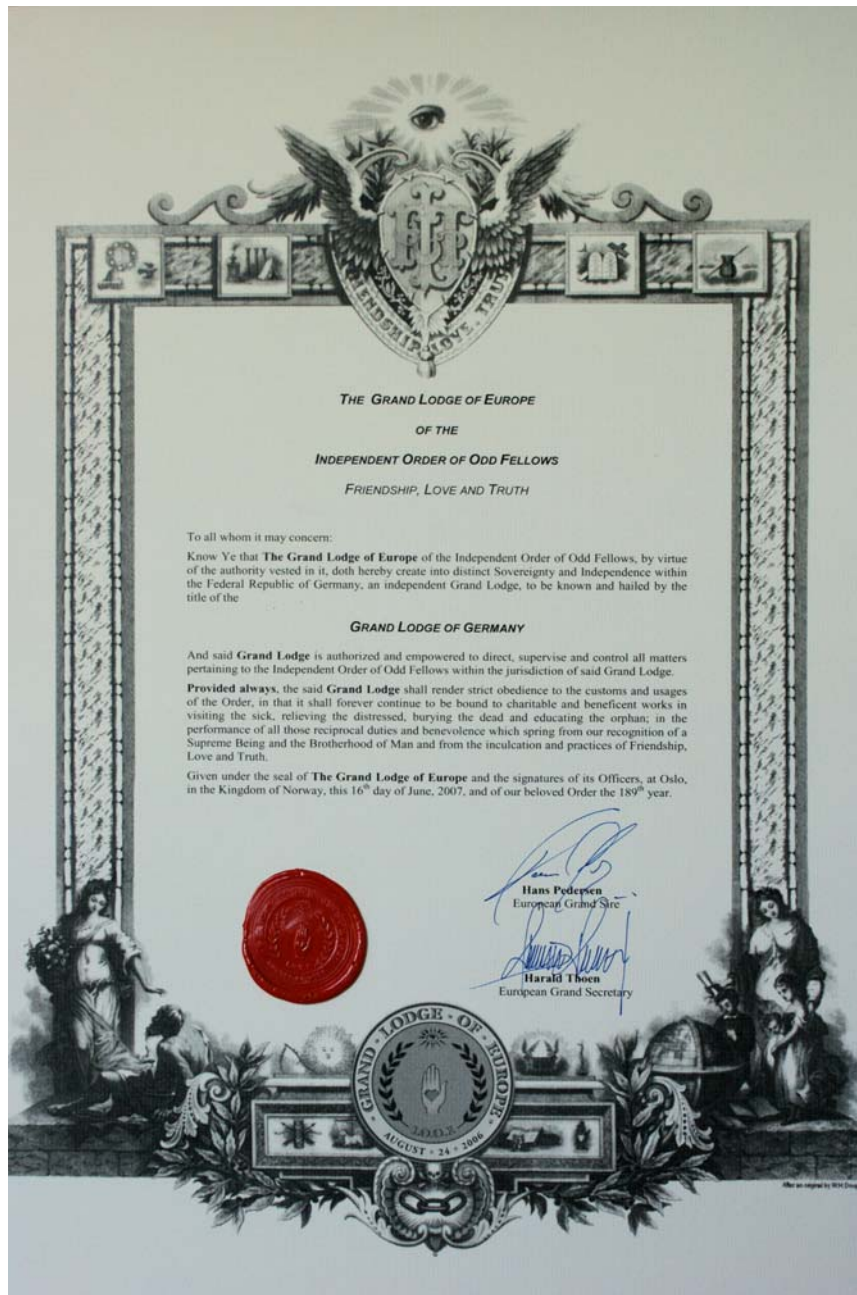 FRIENDSHIP, LOVE, TRU
THE GRAND LODGE OF EUROPE
OF THE
INDEPENDENT ORDER OF ODD FELLOWS
FRIENDSHIP, LOVE AND TRUTH
To all whom it may concern:
Know Ye that The Grand Lodge of Europe of the Independent Order of Odd Fellows, by virtue
of the authority vested in it, doth hereby create into distinct Sovereignty and Independence within
the Federal Republic of Germany, an independent Grand Lodge, to be known and hailed by the
title of the
GRAND LODGE OF GERMANY
And said Grand Lodge is authorized and empowered to direct, supervise and control all matters
pertaining to the Independent Order of Odd Fellows within the jurisdiction of said Grand Lodge.
Provided always, the said Grand Lodge shall render strict obedience to the customs and usages
of the Order, in that it shall forever continue to be bound to charitable and beneficent works in
visiting the sick, relieving the distressed, burying the dead and educating the orphan; in the
performance of all those reciprocal duties and benevolence which spring from our recognition of a
Supreme Being and the Brotherhood of Man and from the inculcation and practices of Friendship,
Love and Truth.
Given under the seal of The Grand Lodge of Europe and the signatures of its Officers, at Oslo,
in the Kingdom of Norway, this 16th day of June, 2007, and of our beloved Order the 189th year.
Hans Pedersen
European Grand Sire
Harald Thoen
European Grand Secretary
GRAND · LODGE · OF · EUROPE
I.O.O.F.
AUGUST · 24 · 2006
After an original by W.H.